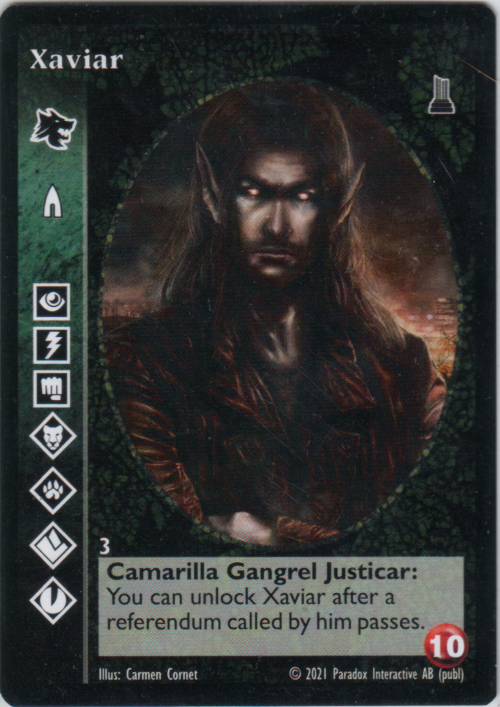 Xaviar
3
Camarilla Gangrel Justicar:
You can unlock Xaviar after a
referendum called by him passes.
10
Illus: Carmen Cornet © 2021 Paradox Interactive AB (publ)